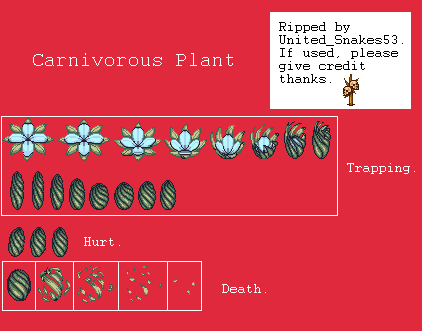 Carnivorous Plant
Ripped by
United_Snakes53.
If used, please
give credit
thanks.
Trapping.
Hurt.
Death.